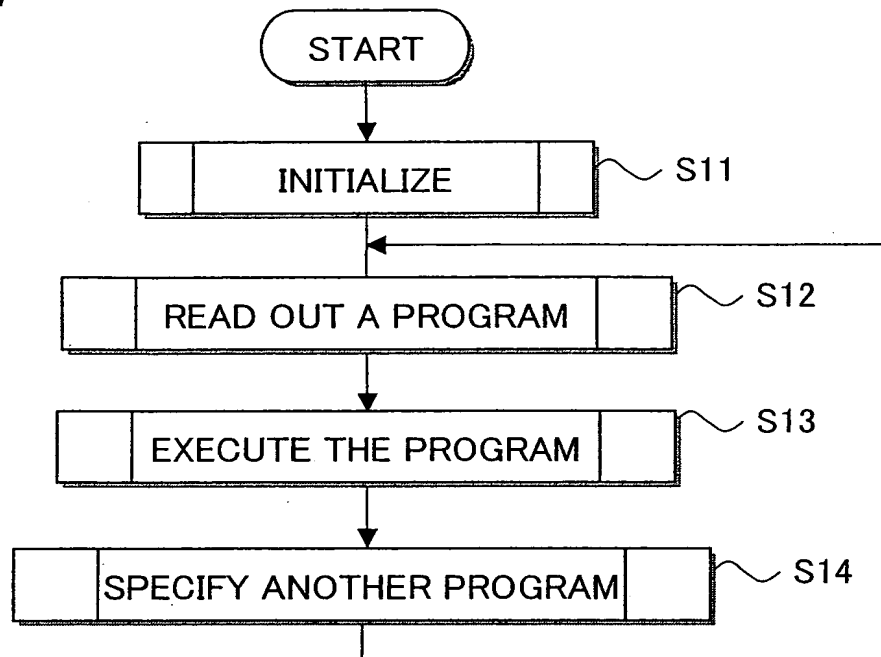 START
INITIALIZE
S11
READ OUT A PROGRAM
S12
EXECUTE THE PROGRAM
S13
SPECIFY ANOTHER PROGRAM
S14